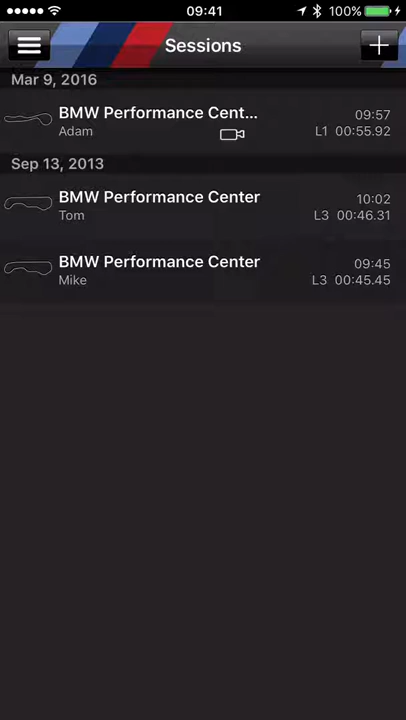 09:41
100%
Sessions
Mar 9, 2016
BMW Performance Cent...
09:57
Adam
L1 00:55.92
Sep 13, 2013
BMW Performance Center
10:02
Tom
L3 00:46.31
BMW Performance Center
09:45
Mike
L3 00:45.45